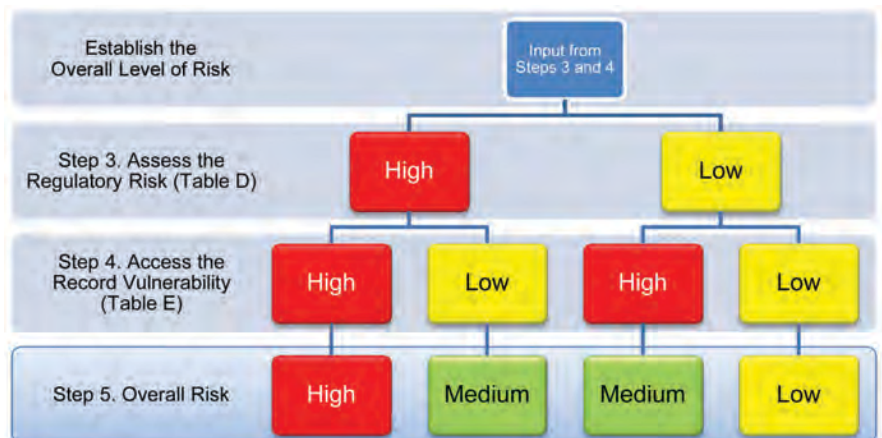 Establish the
Overall Level of Risk
Input from
Steps 3 and 4
Step 3. Assess the
Regulatory Risk (Table D)
High
Low
Step 4. Access the
Record Vulnerability
(Table E)
High
Low
High
Low
Step 5. Overall Risk
High
Medium
Medium
Low